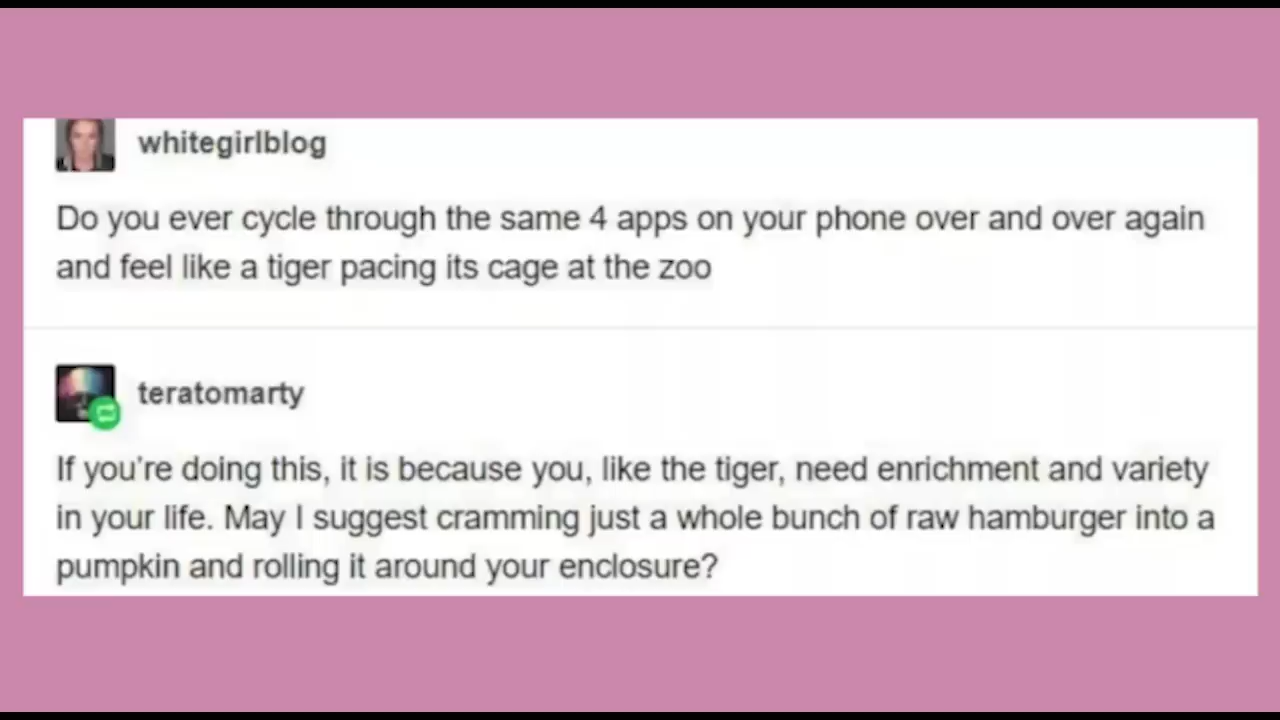 whitegirlblog
Do you ever cycle through the same 4 apps on your phone over and over again
and feel like a tiger pacing its cage at the zoo
teratomarty
If you're doing this, it is because you, like the tiger, need enrichment and variety
in your life. May I suggest cramming just a whole bunch of raw hamburger into a
pumpkin and rolling it around your enclosure?